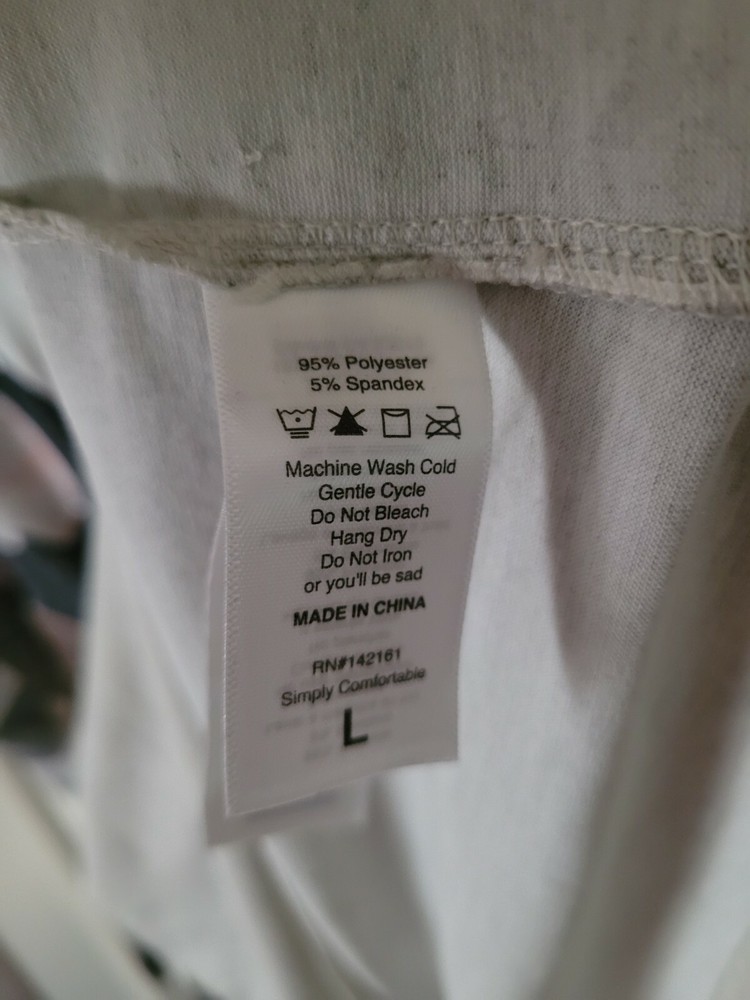 95% Polyester
5% Spandex
Machine Wash Cold
Gentle Cycle
Do Not Bleach
Hang Dry
Do Not Iron
or you'll be sad
MADE IN CHINA
RN#142161
Simply Comfortable
L